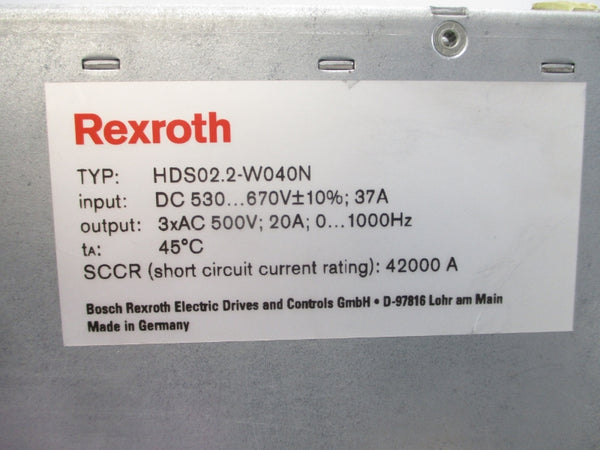 Rexroth
TYP: HDS02.2-W040N
input: DC 530...670V±10%; 37A
output: 3xAC 500V; 20A; 0...1000Hz
tA: 45°C
SCCR (short circuit current rating): 42000 A
Bosch Rexroth Electric Drives and Controls GmbH • D-97816 Lohr am Main
Made in Germany